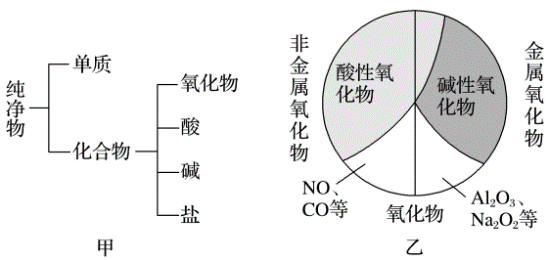 纯净物
单质
化合物
氧化物
酸
碱
盐
甲
非金属氧化物
酸性氧
化物
碱性氧
化物
金属氧化物
NO、
CO等
氧化物
Al₂O₃、
Na₂O₂等
乙